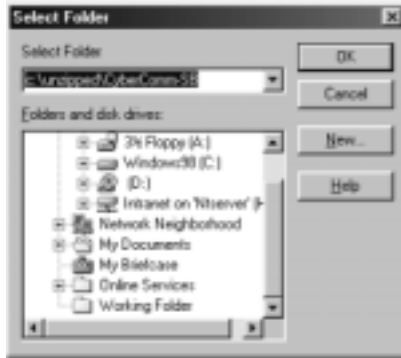 Select Folder
Select Folder
OK
c:\unzipped\CyberComm-SB
Cancel
Folders and disk drives:
New...
3½ Floppy (A:)
Windows98 (C:)
(D:)
Help
Intranet on 'Ntserver' (H
Network Neighborhood
My Documents
My Briefcase
Online Services
Working Folder